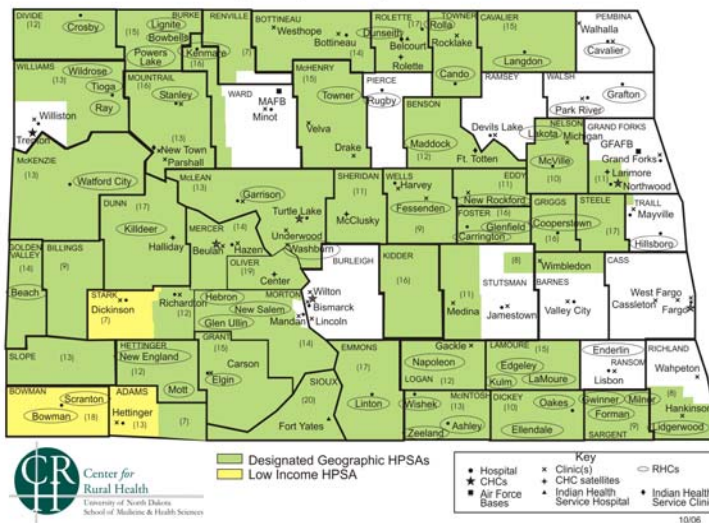 DIVIDE BURKE RENVILLE BOTTINEAU ROLETTE TOWNER CAVALIER PEMBINA
(12) Crosby (15) Lignite Bowbells Powers Lake Kenmare (16) (7) Westhope Bottineau (14) Dunseith (17) Rolla Belcourt Rolette Rocklake Cando (15) Langdon Walhalla Cavalier
WILLIAMS (13) Wildrose Tioga Ray Williston Trenton
MOUNTRAIL (16) Stanley (13) New Town Parshall
WARD MAFB Minot
McHENRY (15) Towner Velva Drake
PIERCE Rugby
BENSON Maddock (12) Ft. Totten
RAMSEY Devils Lake
WALSH Grafton Park River
NELSON Lakota Michigan McVille (10)
GRAND FORKS GFAFB Grand Forks Larimore (11) Northwood
McKENZIE (13) Watford City
DUNN (17) Killdeer Halliday
McLEAN (13) Garrison Turtle Lake Underwood Washburn
MERCER (14) Beulah Hazen
SHERIDAN (11) McClusky
WELLS Harvey Fessenden (9)
EDDY (11) New Rockford
FOSTER (16) Glenfield Carrington
GRIGGS Cooperstown (16)
STEELE (17)
TRAILL Mayville Hillsboro
GOLDEN VALLEY (14) Beach
BILLINGS (9)
STARK Dickinson (7) Richardton (12)
OLIVER (19) Center
MORTON Hebron New Salem Glen Ullin Mandan (14)
BURLEIGH Wilton Bismarck Lincoln
KIDDER (16)
STUTSMAN (8) (11) Medina Jamestown
BARNES Wimbledon Valley City
CASS Casselton West Fargo Fargo
SLOPE (13)
HETTINGER New England (12) Mott
GRANT (15) Carson Elgin
SIOUX (20) Fort Yates
EMMONS (17) Linton
LOGAN (12) Gackle Napoleon
LAMOURE (15) Edgeley Kulm LaMoure
RANSOM Enderlin Lisbon
RICHLAND Wahpeton (8) Hankinson Lidgerwood
BOWMAN Scranton Bowman (18)
ADAMS Hettinger (13) (7)
McINTOSH (13) Wishek Ashley Zeeland
DICKEY (10) Oakes Ellendale
SARGENT (9) Gwinner Milnor Forman
CRH
Center for
Rural Health
University of North Dakota
School of Medicine & Health Sciences
Designated Geographic HPSAs
Low Income HPSA
Key
Hospital Clinic(s) RHCs
CHCs CHC satellites
Air Force Bases Indian Health Service Hospital Indian Health Service Clinic
10/06